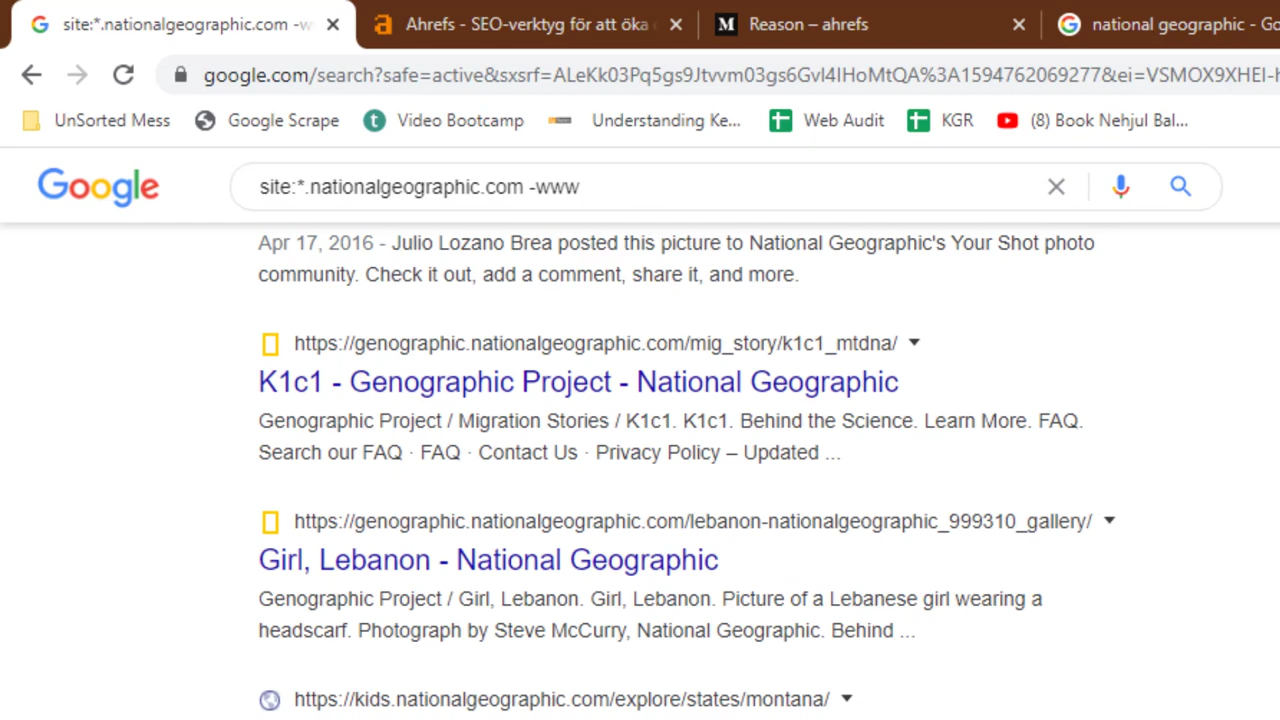 site:*.nationalgeographic.com -w
Ahrefs - SEO-verktyg för att öka
M Reason – ahrefs
national geographic - Go
google.com/search?safe=active&sxsrf=ALeKk03Pq5gs9Jtvvm03gs6Gvl4IHoMtQA%3A1594762069277&ei=VSMOX9XHEI-h
UnSorted Mess Google Scrape t Video Bootcamp Understanding Ke... Web Audit KGR (8) Book Nehjul Bal...
Google site:*.nationalgeographic.com -www
Apr 17, 2016 - Julio Lozano Brea posted this picture to National Geographic's Your Shot photo
community. Check it out, add a comment, share it, and more.
https://genographic.nationalgeographic.com/mig_story/k1c1_mtdna/
K1c1 - Genographic Project - National Geographic
Genographic Project / Migration Stories / K1c1. K1c1. Behind the Science. Learn More. FAQ.
Search our FAQ · FAQ · Contact Us · Privacy Policy – Updated ...
https://genographic.nationalgeographic.com/lebanon-nationalgeographic_999310_gallery/
Girl, Lebanon - National Geographic
Genographic Project / Girl, Lebanon. Girl, Lebanon. Picture of a Lebanese girl wearing a
headscarf. Photograph by Steve McCurry, National Geographic. Behind ...
https://kids.nationalgeographic.com/explore/states/montana/